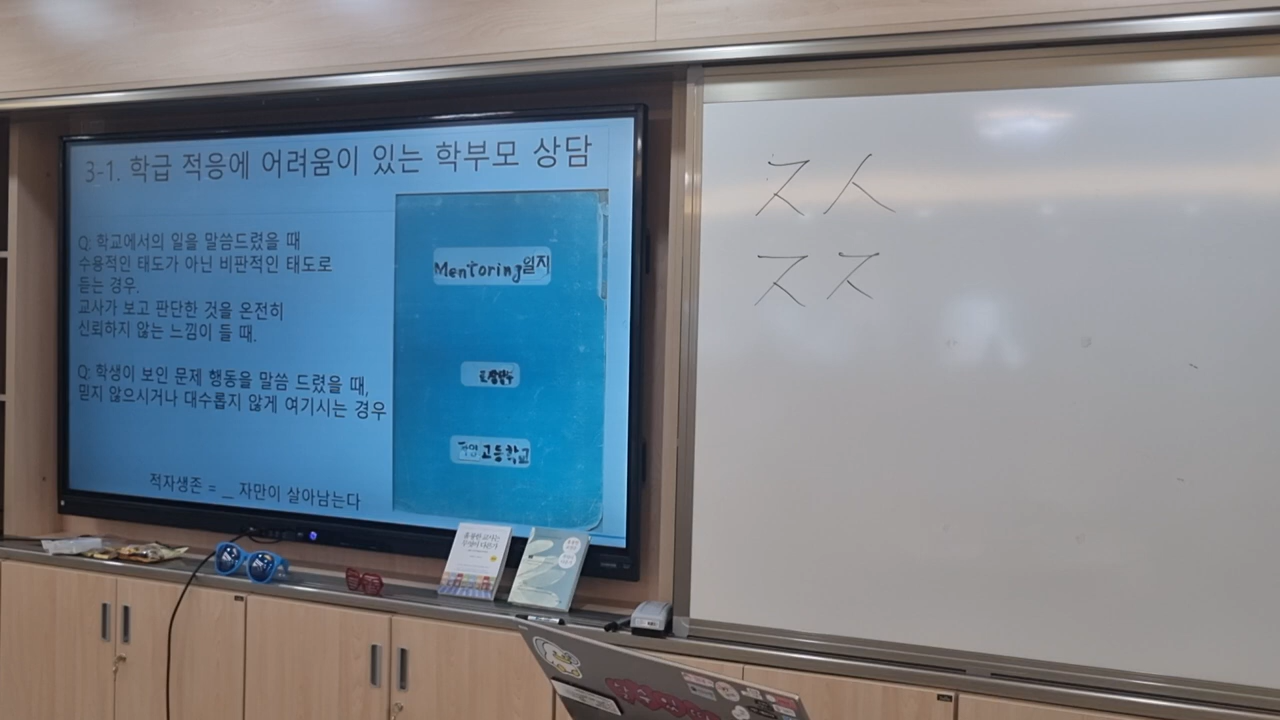 3-1. 학급 적응에 어려움이 있는 학부모 상담
Q: 학교에서의 일을 말씀드렸을 때
수용적인 태도가 아닌 비판적인 태도로
듣는 경우.
교사가 보고 판단한 것을 온전히
신뢰하지 않는 느낌이 들 때.
Q: 학생이 보인 문제 행동을 말씀 드렸을 때,
믿지 않으시거나 대수롭지 않게 여기시는 경우
적자생존 = _ 자만이 살아남는다
Mentoring일지
고등학교
ㅈㅅ
ㅈㅈ